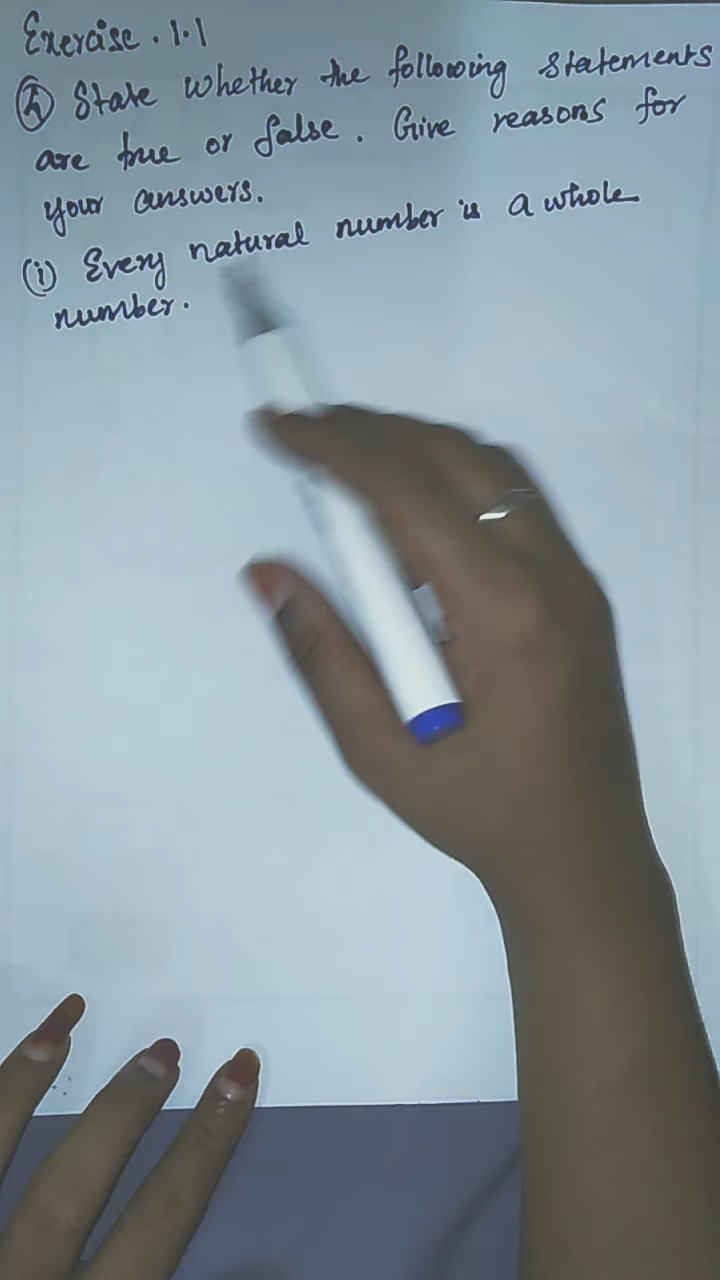 Exercise . 1.1
④ State whether the following statements
are true or false. Give reasons for
your answers.
(i) Every natural number is a whole
number.